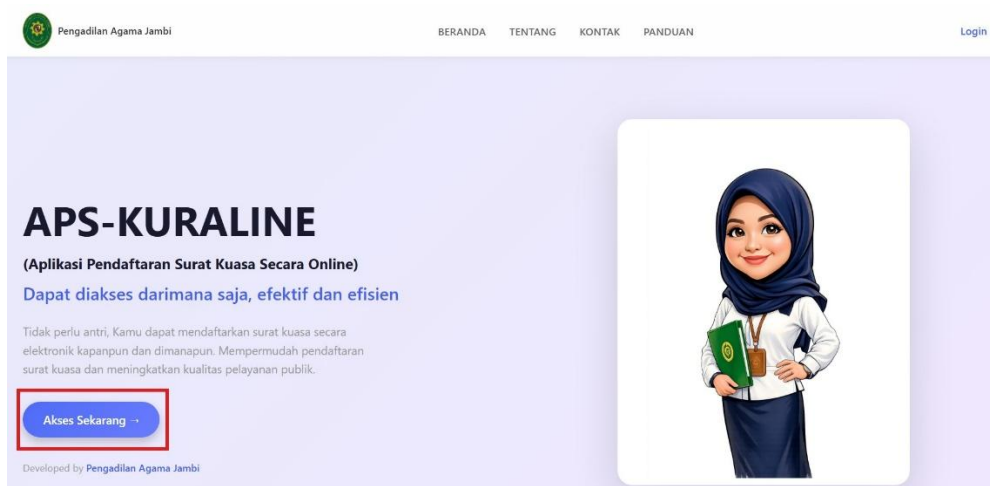 Pengadilan Agama Jambi
BERANDA TENTANG KONTAK PANDUAN
Login
APS-KURALINE
(Aplikasi Pendaftaran Surat Kuasa Secara Online)
Dapat diakses darimana saja, efektif dan efisien
Tidak perlu antri, Kamu dapat mendaftarkan surat kuasa secara
elektronik kapanpun dan dimanapun. Mempermudah pendaftaran
surat kuasa dan meningkatkan kualitas pelayanan publik.
Akses Sekarang →
Developed by Pengadilan Agama Jambi